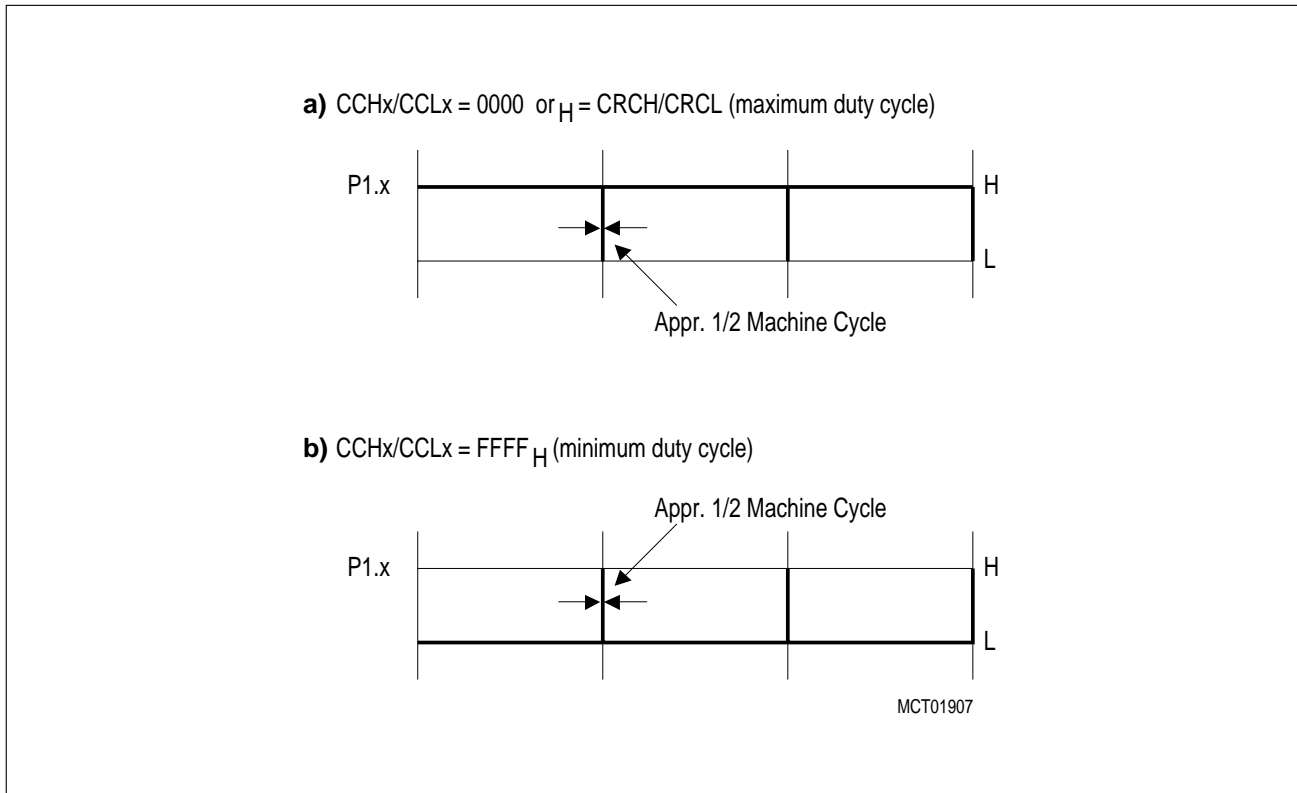 a) CCHx/CCLx = 0000 or H = CRCH/CRCL (maximum duty cycle)
P1.x
H
L
Appr. 1/2 Machine Cycle
b) CCHx/CCLx = FFFF H (minimum duty cycle)
Appr. 1/2 Machine Cycle
P1.x
H
L
MCT01907